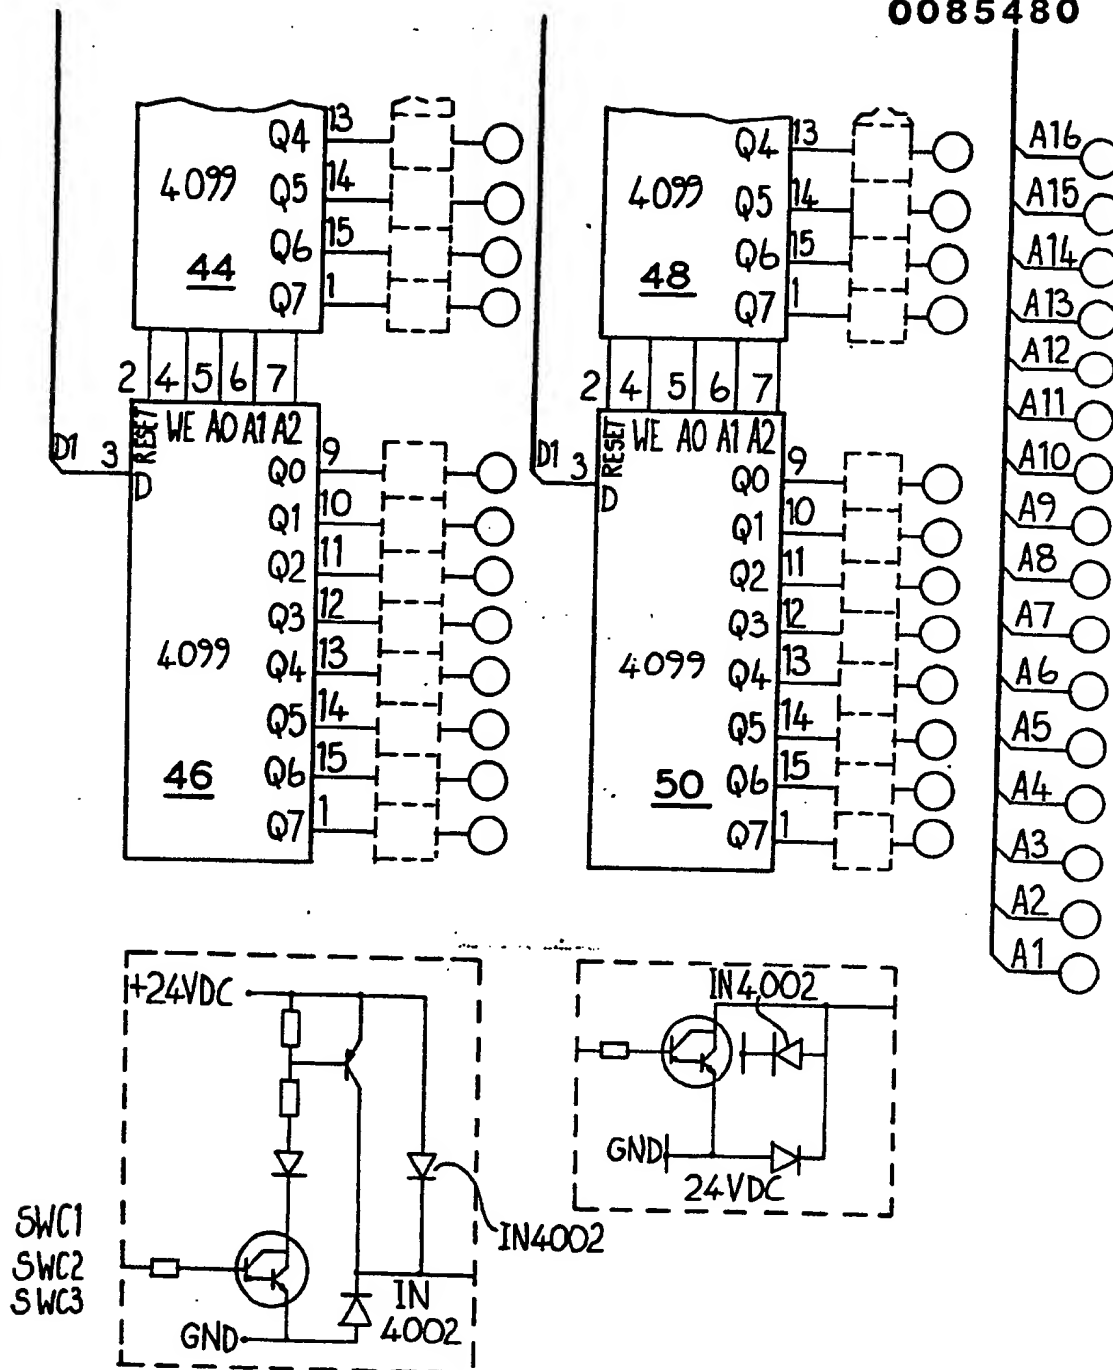 0085480
Q4 13
4099
Q5 14
Q6 15
44
Q7 1
2 4 5 6 7
RESET WE A0 A1 A2
D1 3
D
Q0 9
Q1 10
Q2 11
Q3 12
4099
Q4 13
Q5 14
46
Q6 15
Q7 1
Q4 13
4099
Q5 14
Q6 15
48
Q7 1
2 4 5 6 7
RESET WE A0 A1 A2
D1 3
D
Q0 9
Q1 10
Q2 11
Q3 12
4099
Q4 13
Q5 14
50
Q6 15
Q7 1
A16
A15
A14
A13
A12
A11
A10
A9
A8
A7
A6
A5
A4
A3
A2
A1
+24VDC
SWC1
SWC2
SWC3
IN4002
IN
4002
GND
IN4002
GND
24VDC